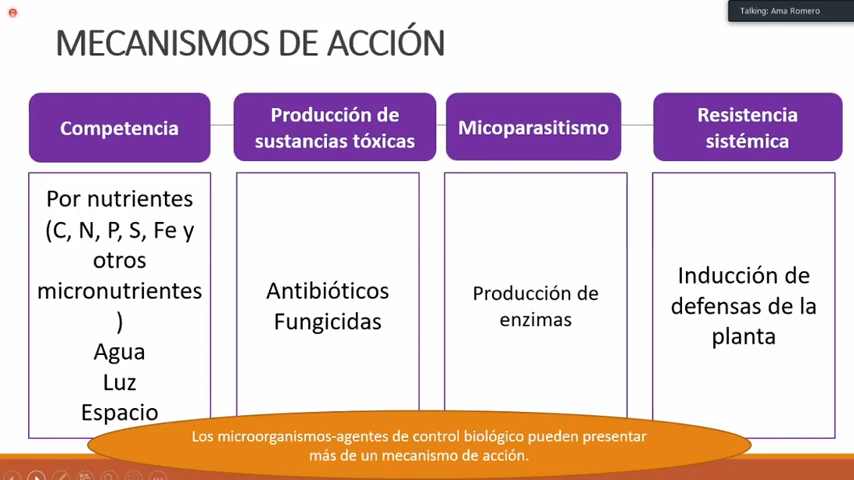 Talking: Ama Romero
MECANISMOS DE ACCIÓN
Competencia
Producción de
sustancias tóxicas
Micoparasitismo
Resistencia
sistémica
Por nutrientes
(C, N, P, S, Fe y
otros
micronutrientes
)
Agua
Luz
Espacio
Antibióticos
Fungicidas
Producción de
enzimas
Inducción de
defensas de la
planta
Los microorganismos-agentes de control biológico pueden presentar
más de un mecanismo de acción.